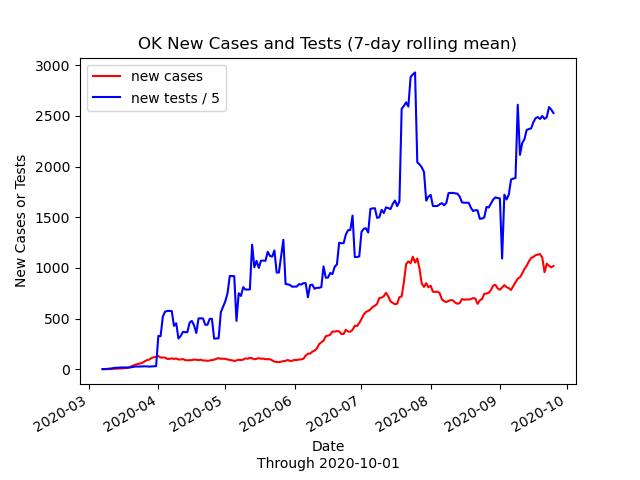 OK New Cases and Tests (7-day rolling mean)
new cases
new tests / 5
New Cases or Tests
3000
2500
2000
1500
1000
500
0
2020-03
2020-04
2020-05
2020-06
2020-07
2020-08
2020-09
2020-10
Date
Through 2020-10-01